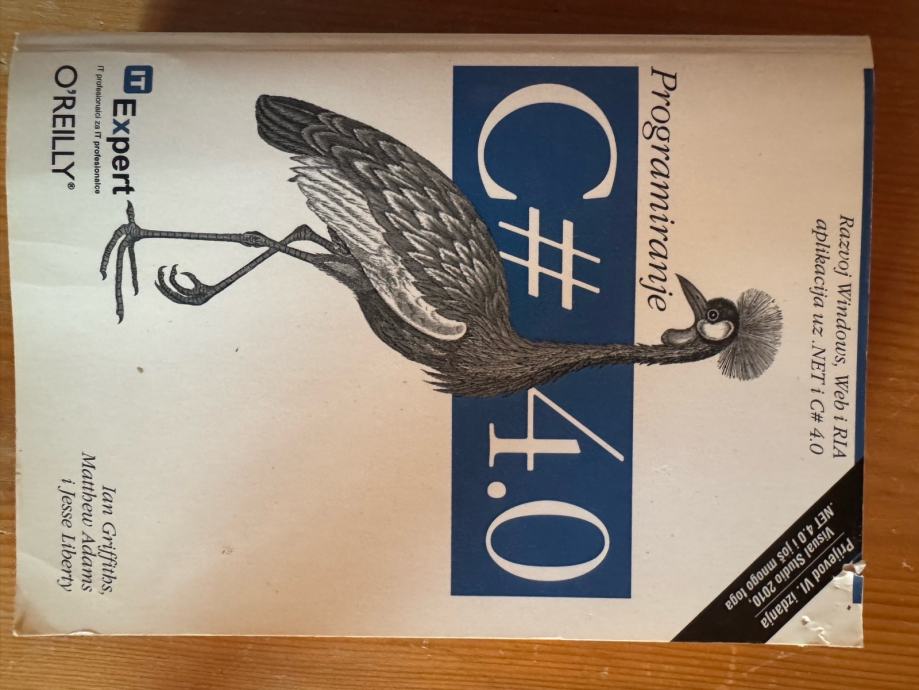 Razvoj Windows, Web i RIA
aplikacija uz .NET i C# 4.0
Prijevod VI. izdanja
Visual Studio 2010,
.NET 4.0 i još mnogo toga
Programiranje
C# 4.0
IT Expert
IT profesionalci za IT profesionalce
O'REILLY®
Ian Griffiths,
Matthew Adams
i Jesse Liberty